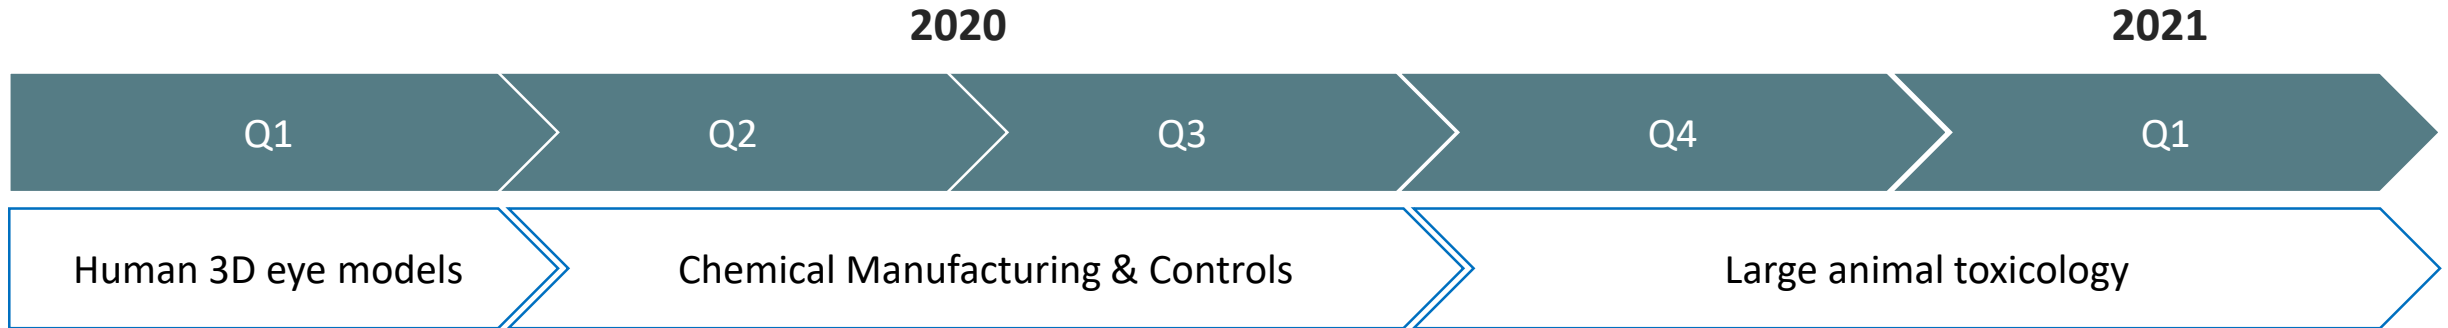 2020 2021
Q1 Q2 Q3 Q4 Q1
Human 3D eye models Chemical Manufacturing & Controls Large animal toxicology